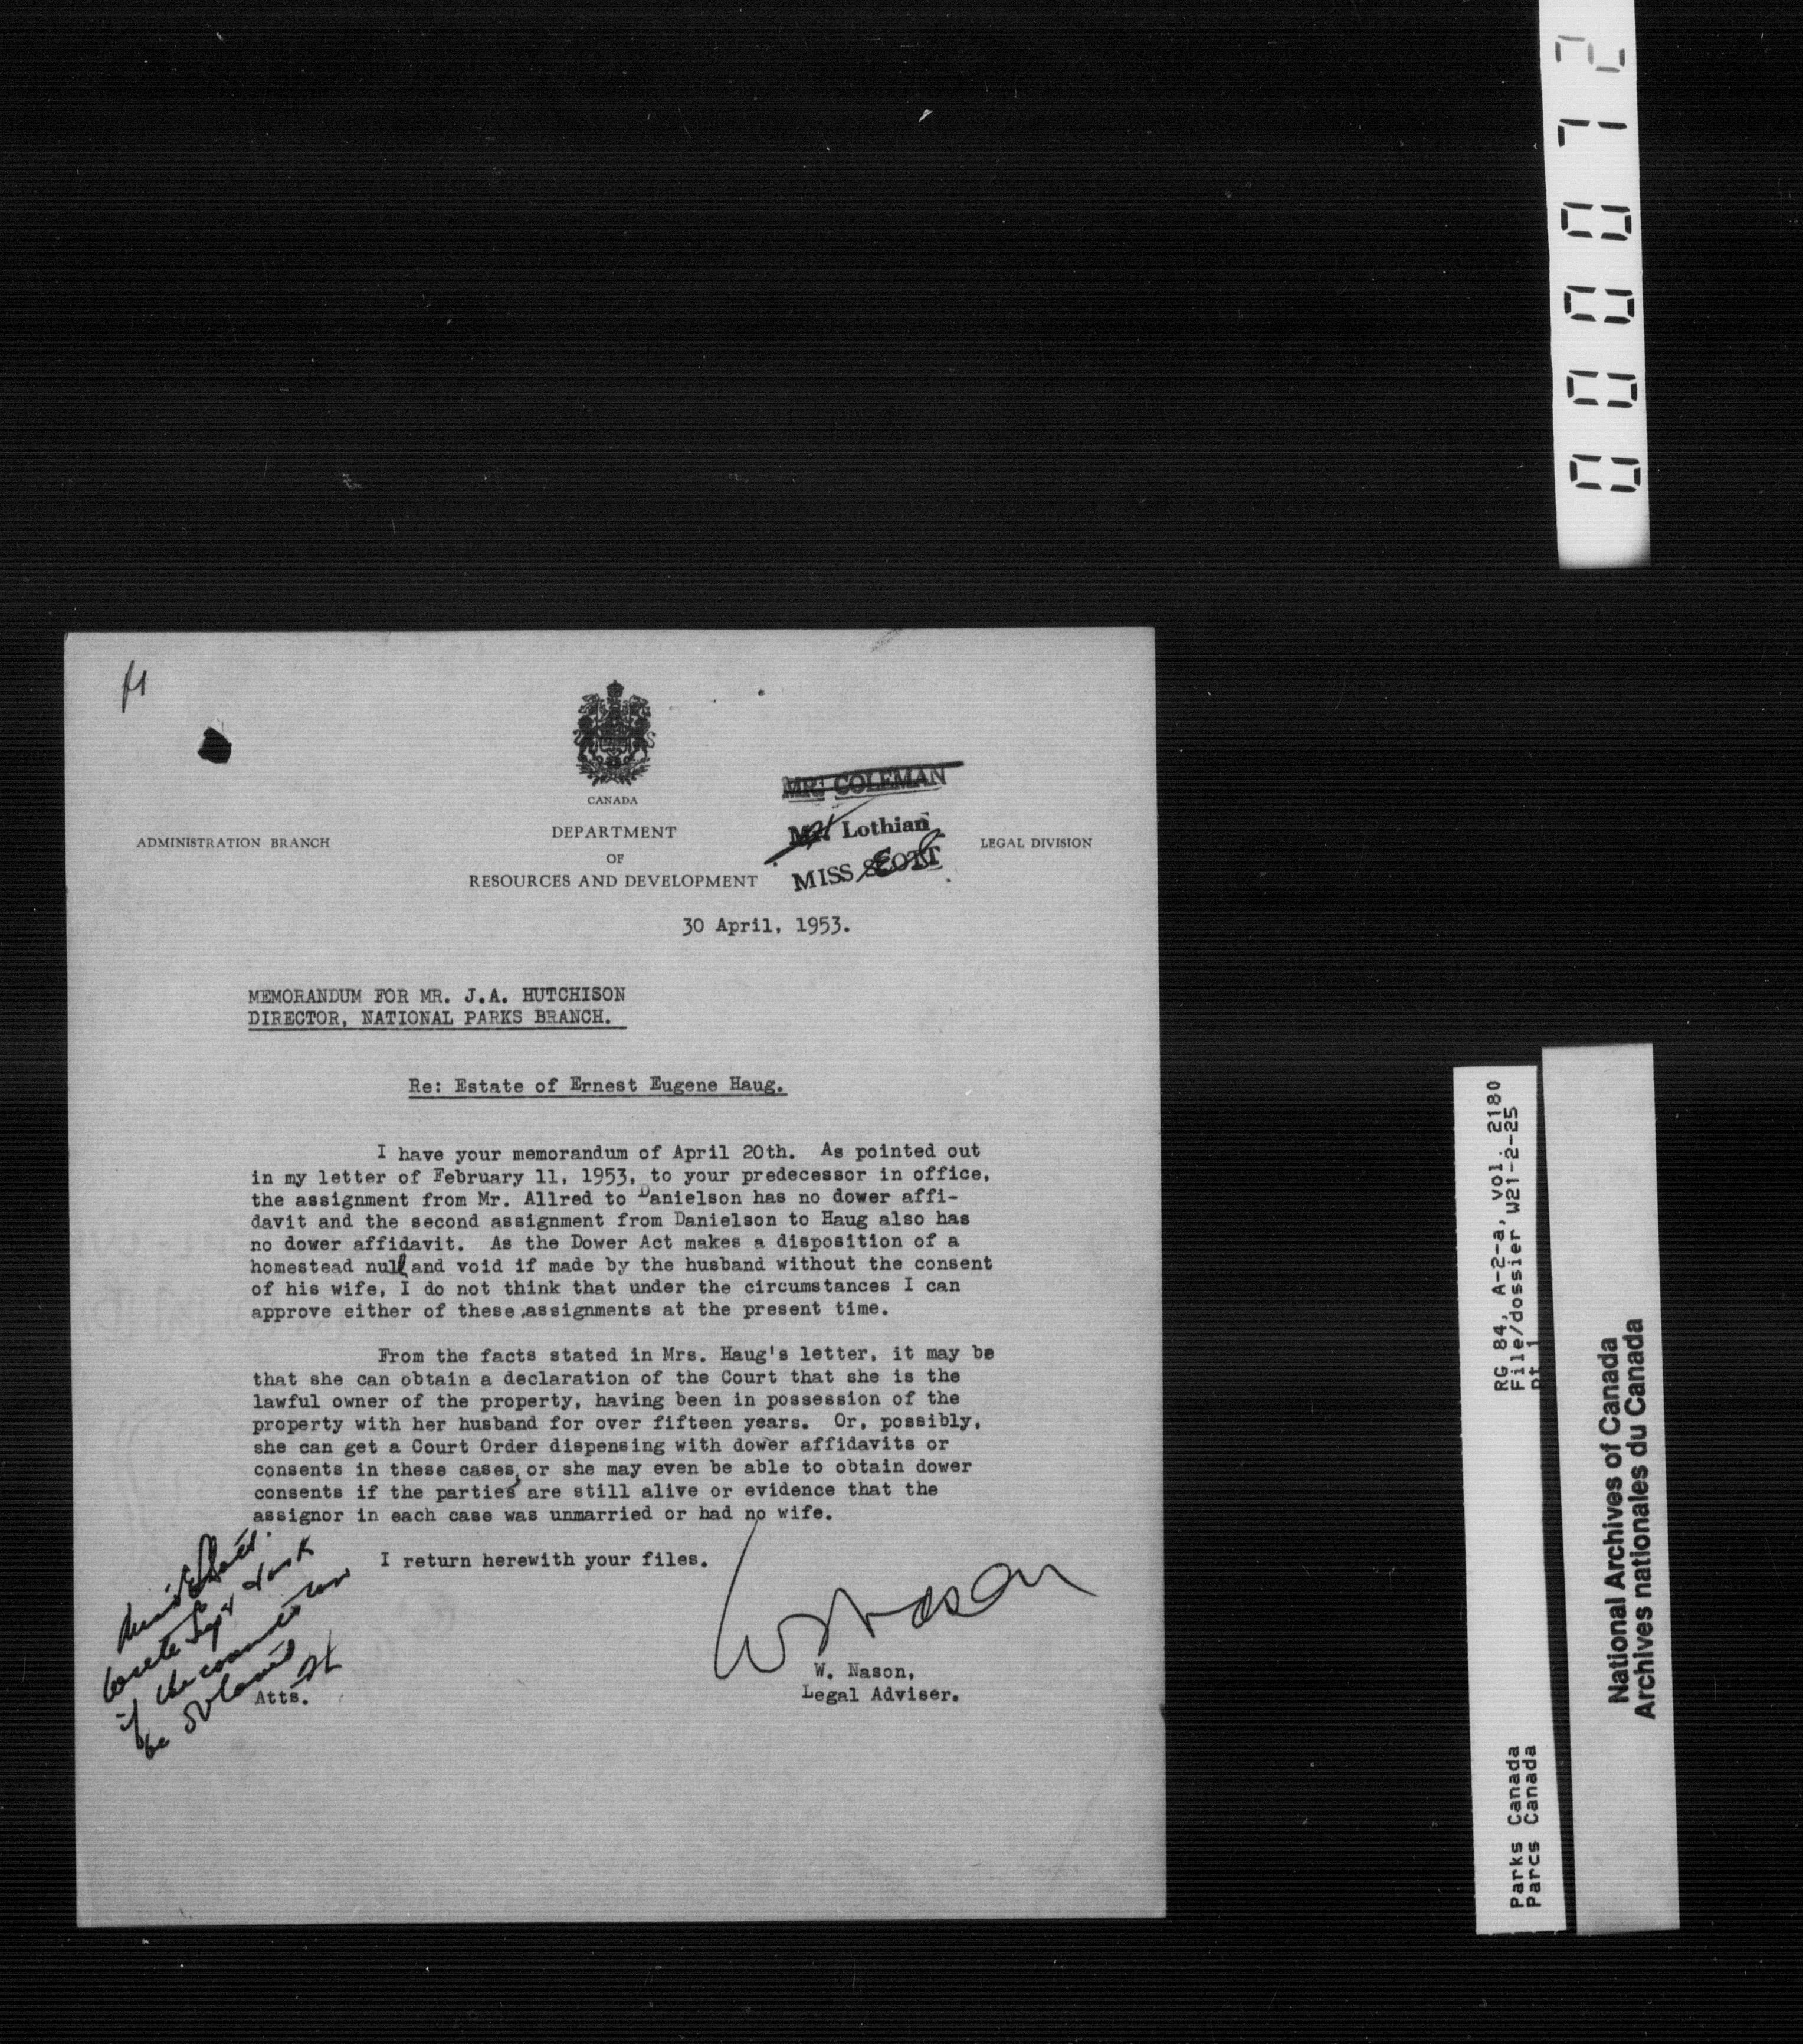 CANADA
ADMINISTRATION BRANCH
DEPARTMENT
OF
RESOURCES AND DEVELOPMENT
LEGAL DIVISION
MR. COLEMAN
Mr. Lothian
MISS SCOTT
30 April, 1953.
MEMORANDUM FOR MR. J.A. HUTCHISON
DIRECTOR, NATIONAL PARKS BRANCH.
Re: Estate of Ernest Eugene Haug.
I have your memorandum of April 20th. As pointed out
in my letter of February 11, 1953, to your predecessor in office,
the assignment from Mr. Allred to Danielson has no dower affi-
davit and the second assignment from Danielson to Haug also has
no dower affidavit. As the Dower Act makes a disposition of a
homestead null and void if made by the husband without the consent
of his wife, I do not think that under the circumstances I can
approve either of these assignments at the present time.
From the facts stated in Mrs. Haug's letter, it may be
that she can obtain a declaration of the Court that she is the
lawful owner of the property, having been in possession of the
property with her husband for over fifteen years. Or, possibly,
she can get a Court Order dispensing with dower affidavits or
consents in these cases, or she may even be able to obtain dower
consents if the parties are still alive or evidence that the
assignor in each case was unmarried or had no wife.
I return herewith your files.
W Nason
W. Nason,
Legal Adviser.
if the
be
Atts.
000072
RG 84, A-2-a, vol. 2180
File/dossier W21-2-25
pt 1
Parks Canada
Parcs Canada
National Archives of Canada
Archives nationales du Canada